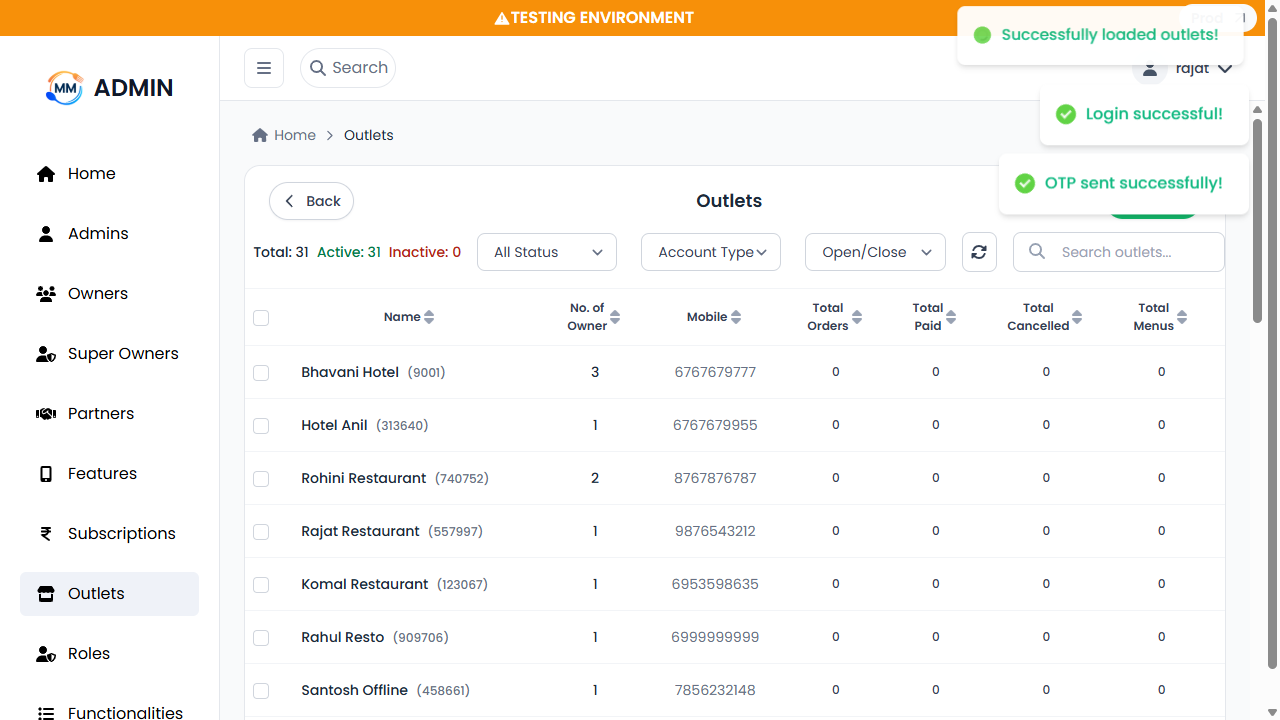 TESTING ENVIRONMENT
Successfully loaded outlets!
MM ADMIN
Search
rajat
Login successful!
Home
Outlets
OTP sent successfully!
Home
Admins
Owners
Super Owners
Partners
Features
Subscriptions
Outlets
Roles
Functionalities
Back
Outlets
Total: 31 Active: 31 Inactive: 0
All Status
Account Type
Open/Close
Search outlets...
Name No. of Owner Mobile Total Orders Total Paid Total Cancelled Total Menus
Bhavani Hotel (9001) 3 6767679777 0 0 0 0
Hotel Anil (313640) 1 6767679955 0 0 0 0
Rohini Restaurant (740752) 2 8767876787 0 0 0 0
Rajat Restaurant (557997) 1 9876543212 0 0 0 0
Komal Restaurant (123067) 1 6953598635 0 0 0 0
Rahul Resto (909706) 1 6999999999 0 0 0 0
Santosh Offline (458661) 1 7856232148 0 0 0 0